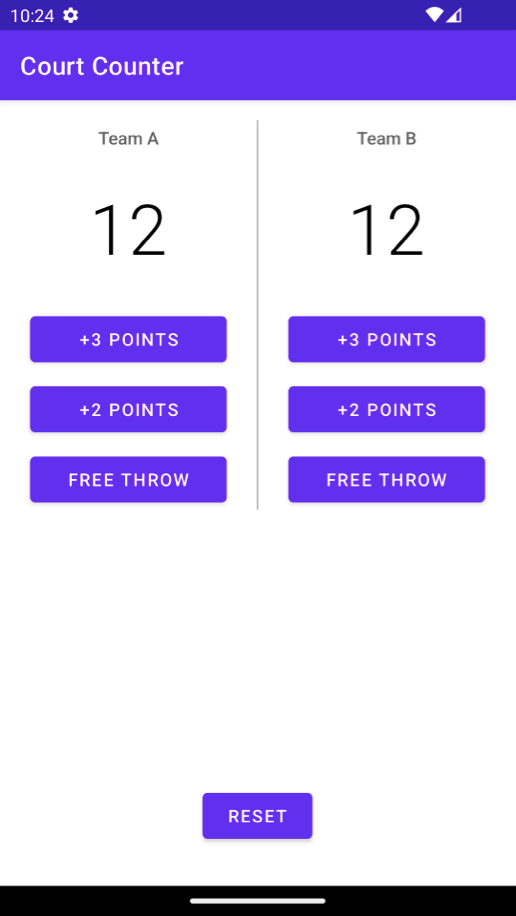 10:24
Court Counter
Team A
Team B
12
12
+3 POINTS
+3 POINTS
+2 POINTS
+2 POINTS
FREE THROW
FREE THROW
RESET